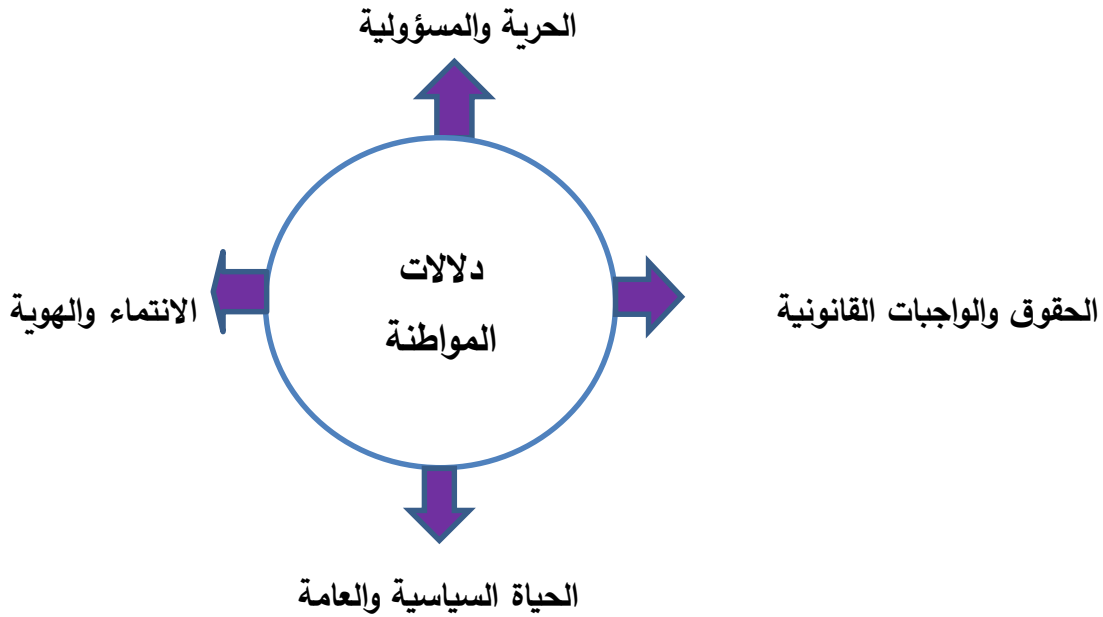 الحرية والمسؤولية
دلالات
المواطنة
الحقوق والواجبات القانونية
الانتماء والهوية
الحياة السياسية والعامة